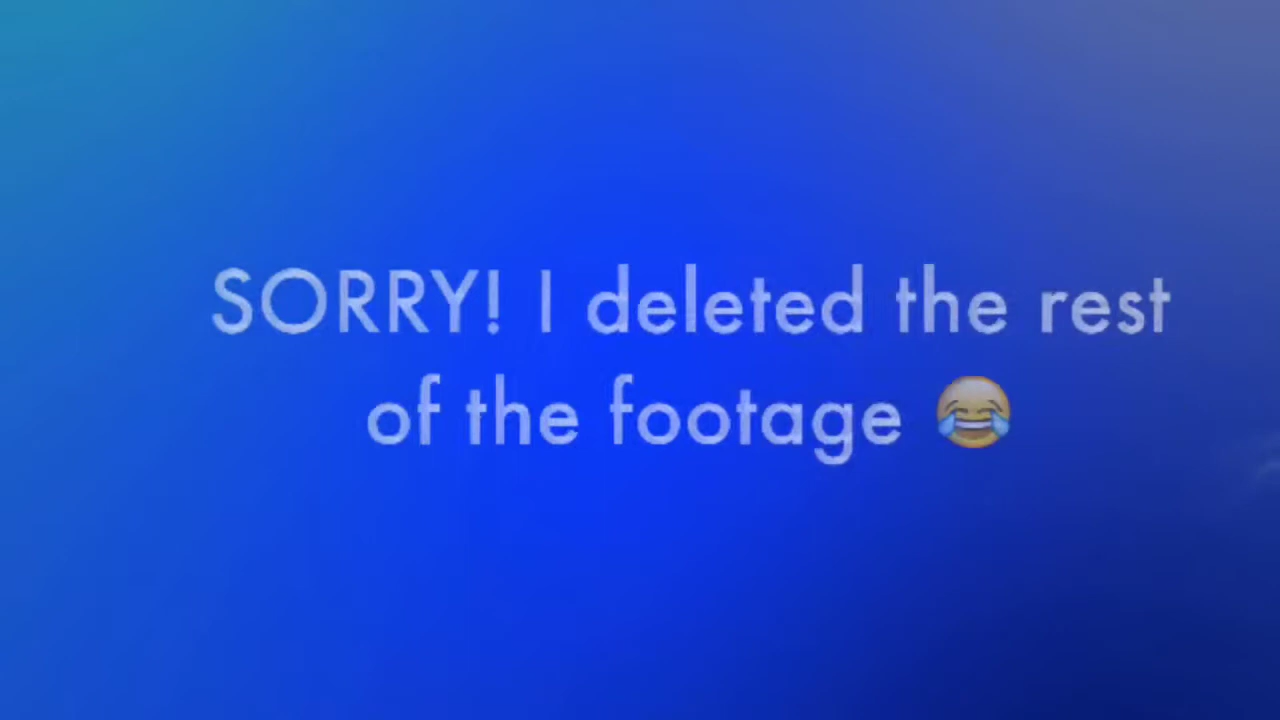 SORRY! I deleted the rest
of the footage 😂